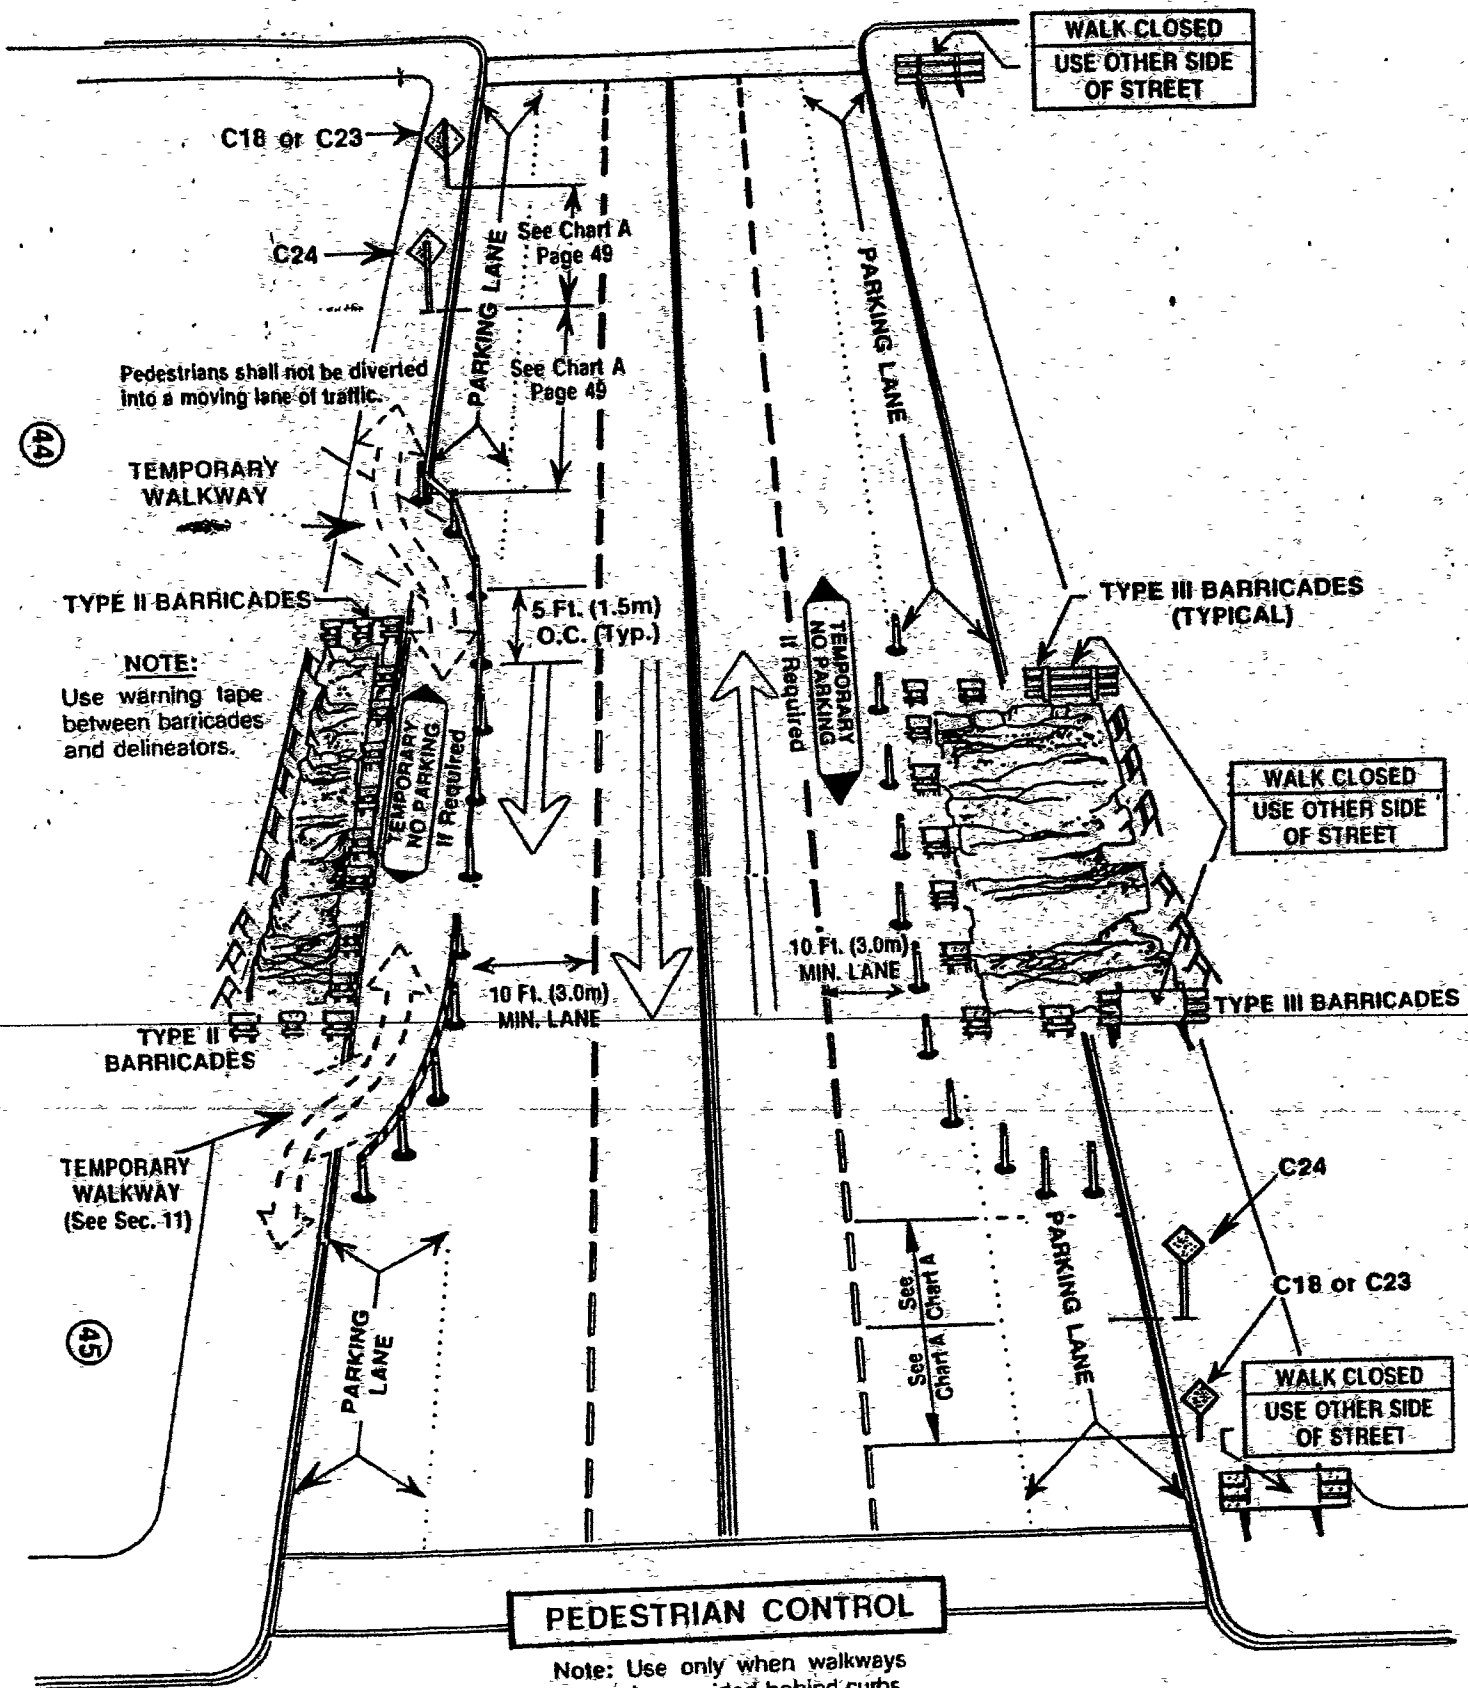 WALK CLOSED
USE OTHER SIDE
OF STREET
C18 or C23
C24
See Chart A
Page 49
PARKING LANE
PARKING LANE
Pedestrians shall not be diverted
into a moving lane of traffic.
See Chart A
Page 49
44
TEMPORARY
WALKWAY
TYPE II BARRICADES
5 Ft. (1.5m)
O.C. (Typ.)
TYPE III BARRICADES
(TYPICAL)
NOTE:
Use warning tape
between barricades
and delineators.
TEMPORARY
NO PARKING
If Required
TEMPORARY
NO PARKING
If Required
WALK CLOSED
USE OTHER SIDE
OF STREET
10 Ft. (3.0m)
MIN. LANE
10 Ft. (3.0m)
MIN. LANE
TYPE III BARRICADES
TYPE II
BARRICADES
TEMPORARY
WALKWAY
(See Sec. 11)
C24
See
Chart A
See
Chart A
PARKING LANE
C18 or C23
45
PARKING
LANE
WALK CLOSED
USE OTHER SIDE
OF STREET
PEDESTRIAN CONTROL
Note: Use only when walkways
behind curbs